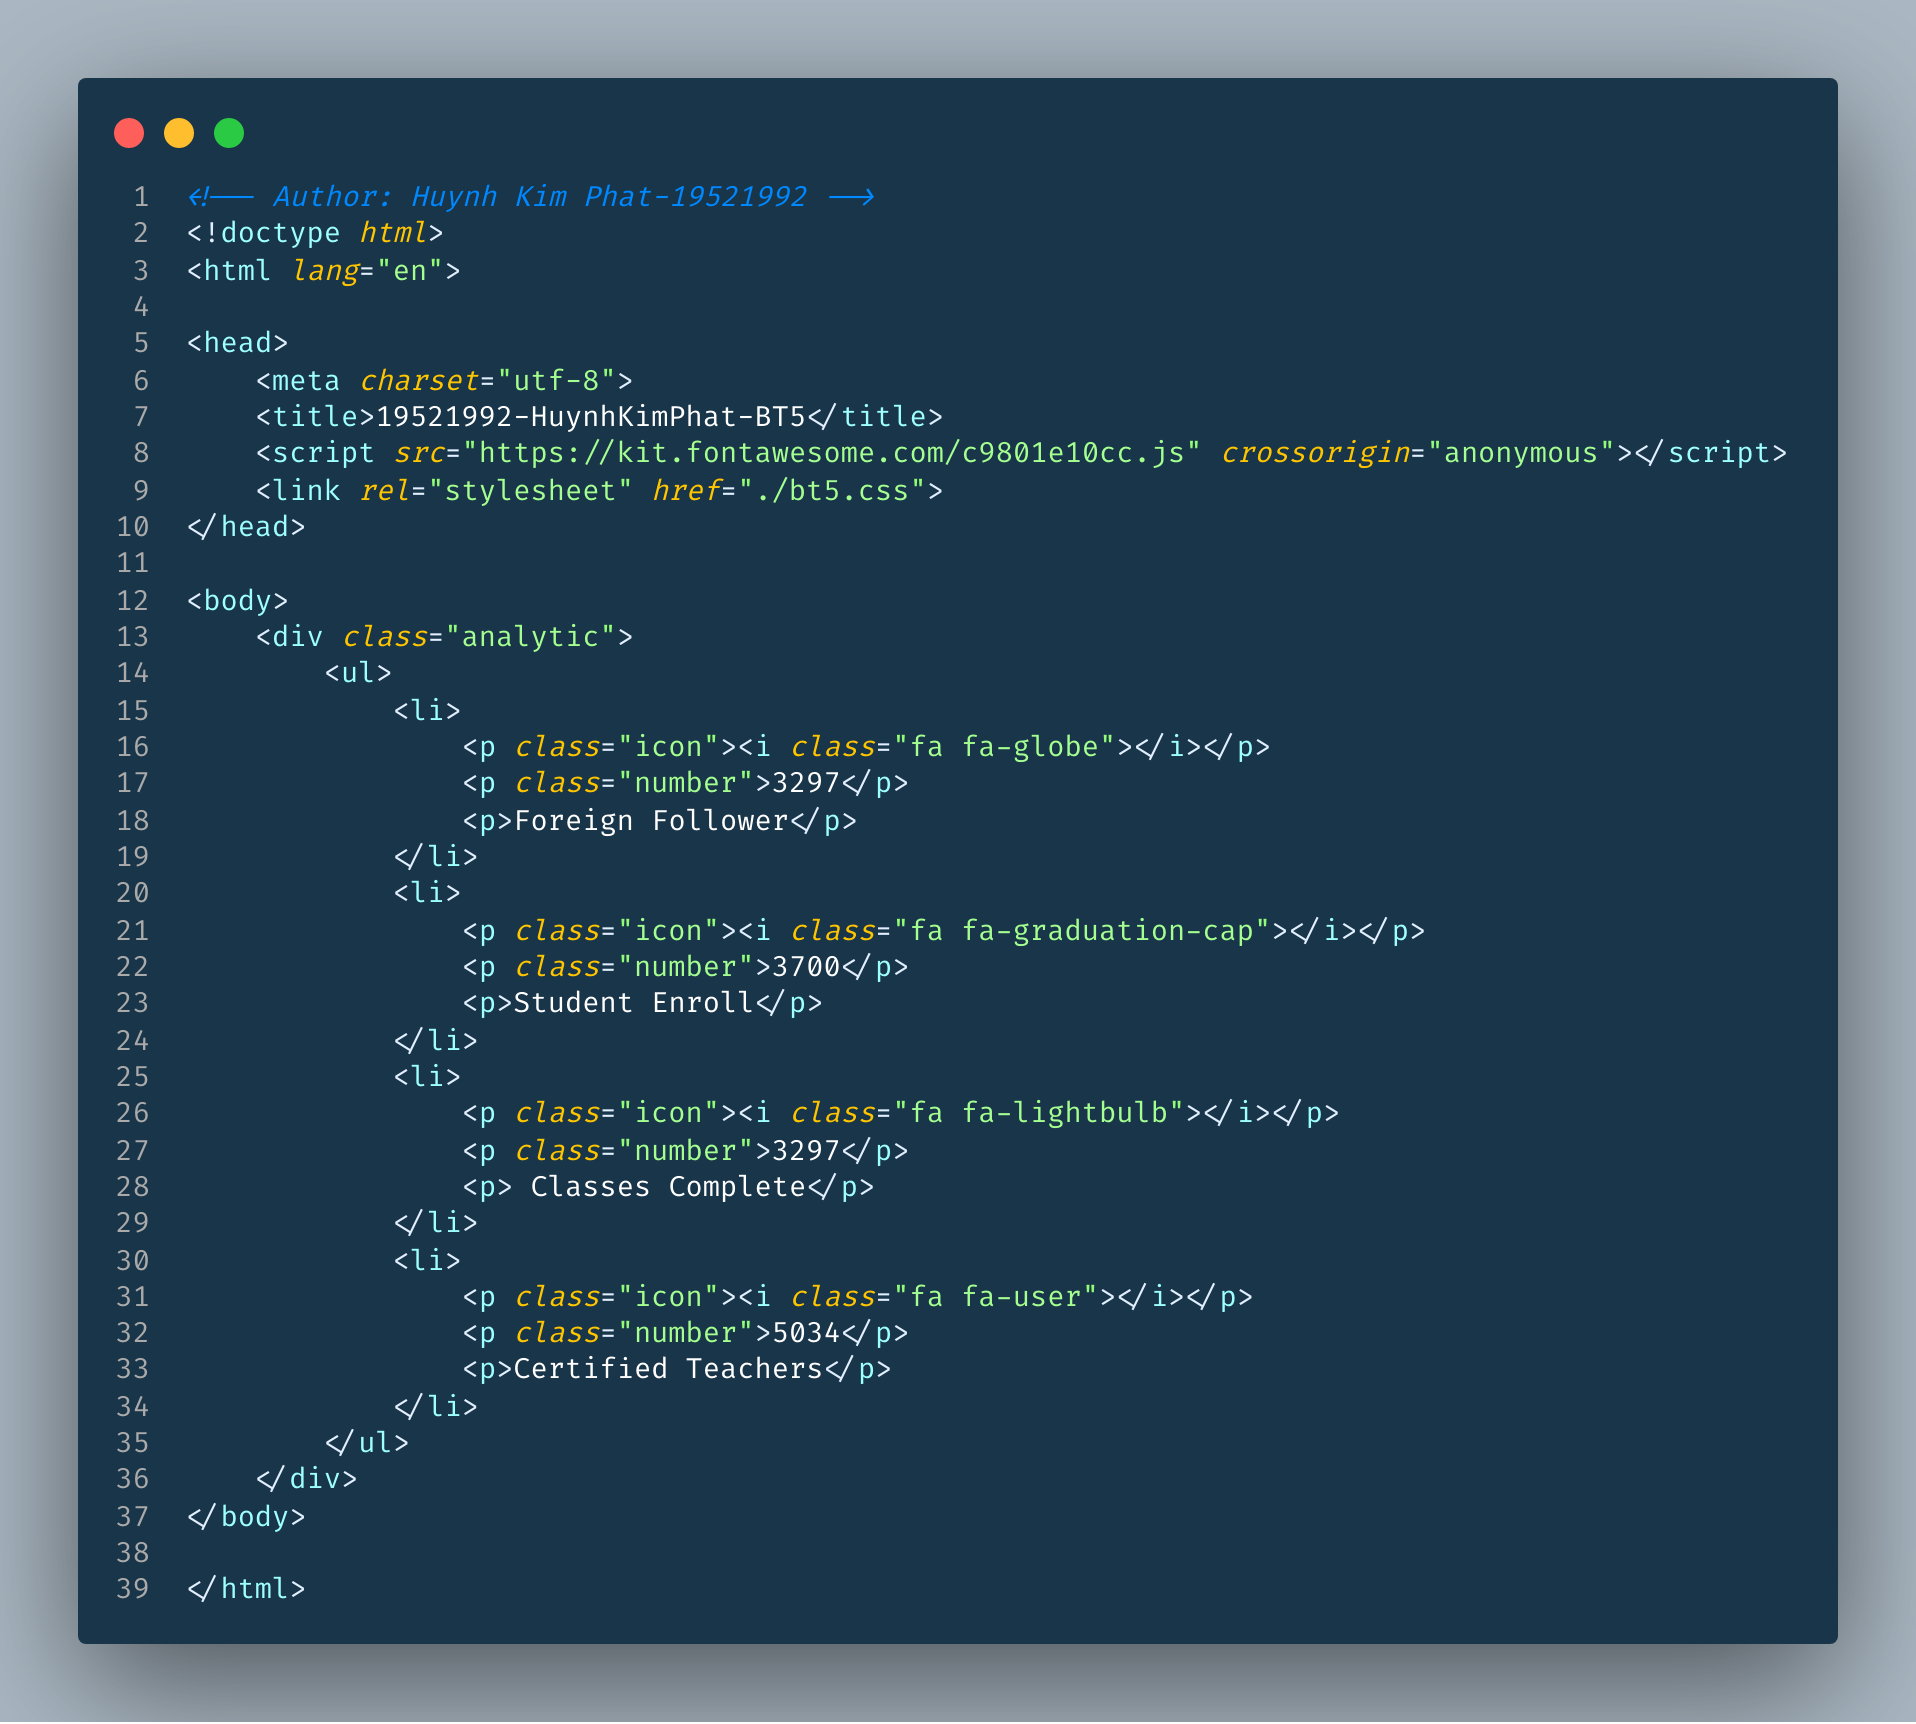 1 <!-- Author: Huynh Kim Phat-19521992 -->
2 <!doctype html>
3 <html lang="en">
4
5 <head>
6     <meta charset="utf-8">
7     <title>19521992-HuynhKimPhat-BT5</title>
8     <script src="https://kit.fontawesome.com/c9801e10cc.js" crossorigin="anonymous"></script>
9     <link rel="stylesheet" href="./bt5.css">
10 </head>
11
12 <body>
13     <div class="analytic">
14         <ul>
15             <li>
16                 <p class="icon"><i class="fa fa-globe"></i></p>
17                 <p class="number">3297</p>
18                 <p>Foreign Follower</p>
19             </li>
20             <li>
21                 <p class="icon"><i class="fa fa-graduation-cap"></i></p>
22                 <p class="number">3700</p>
23                 <p>Student Enroll</p>
24             </li>
25             <li>
26                 <p class="icon"><i class="fa fa-lightbulb"></i></p>
27                 <p class="number">3297</p>
28                 <p> Classes Complete</p>
29             </li>
30             <li>
31                 <p class="icon"><i class="fa fa-user"></i></p>
32                 <p class="number">5034</p>
33                 <p>Certified Teachers</p>
34             </li>
35         </ul>
36     </div>
37 </body>
38
39 </html>